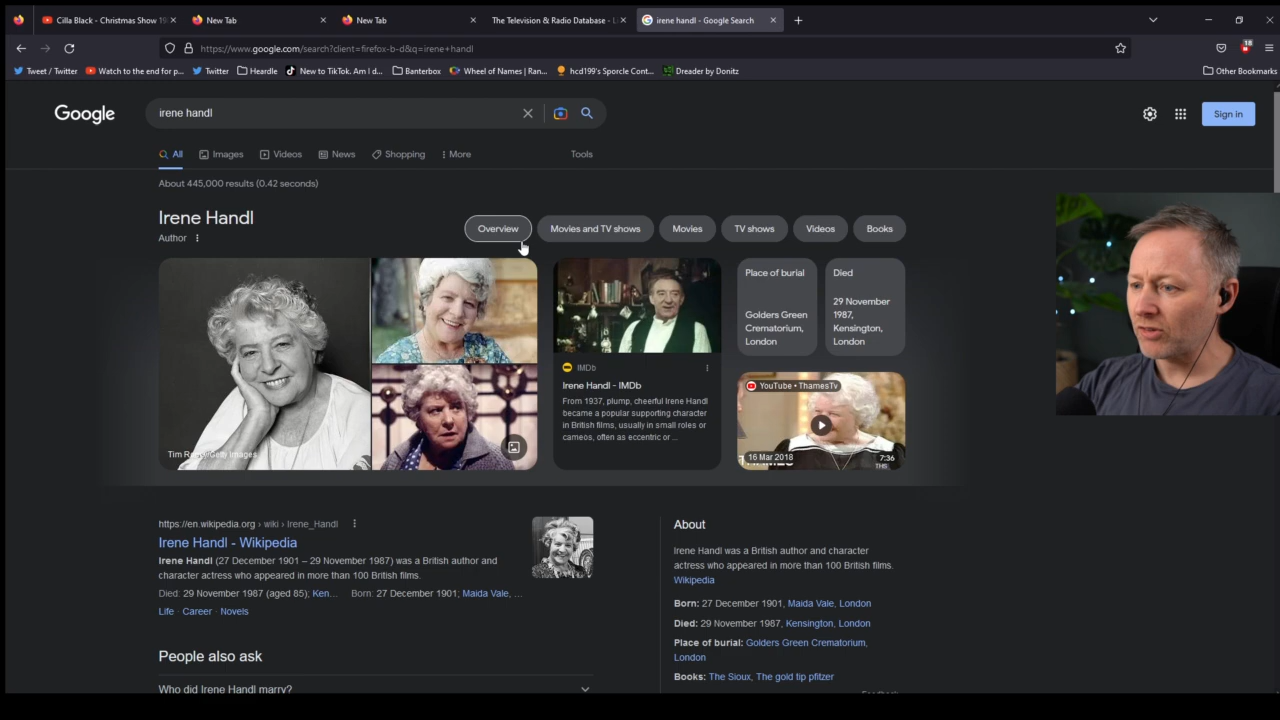 Cilla Black - Christmas Show 19
New Tab
New Tab
The Television & Radio Database - Li
irene handl - Google Search
https://www.google.com/search?client=firefox-b-d&q=irene+handl
15
Tweet / Twitter
Watch to the end for p...
Twitter
Heardle
New to TikTok. Am I d...
Banterbox
Wheel of Names | Ran...
hcd199's Sporcle Cont...
Dreader by Donitz
Other Bookmarks
Google
irene handl
Sign in
All
Images
Videos
News
Shopping
More
Tools
About 445,000 results (0.42 seconds)
Irene Handl
Author
Overview
Movies and TV shows
Movies
TV shows
Videos
Books
IMDb
Irene Handl - IMDb
From 1937, plump, cheerful Irene Handl
became a popular supporting character
in British films, usually in small roles or
cameos, often as eccentric or ...
Place of burial
Golders Green
Crematorium,
London
Died
29 November
1987,
Kensington,
London
YouTube • ThamesTv
16 Mar 2018
7:36
THS
Getty Images
https://en.wikipedia.org › wiki › Irene_Handl
Irene Handl - Wikipedia
Irene Handl (27 December 1901 – 29 November 1987) was a British author and
character actress who appeared in more than 100 British films.
Died: 29 November 1987 (aged 85); Ken... Born: 27 December 1901; Maida Vale, ...
Life · Career · Novels
People also ask
Who did Irene Handl marry?
About
Irene Handl was a British author and character
actress who appeared in more than 100 British films.
Wikipedia
Born: 27 December 1901, Maida Vale, London
Died: 29 November 1987, Kensington, London
Place of burial: Golders Green Crematorium,
London
Books: The Sioux, The gold tip pfitzer
Feedback